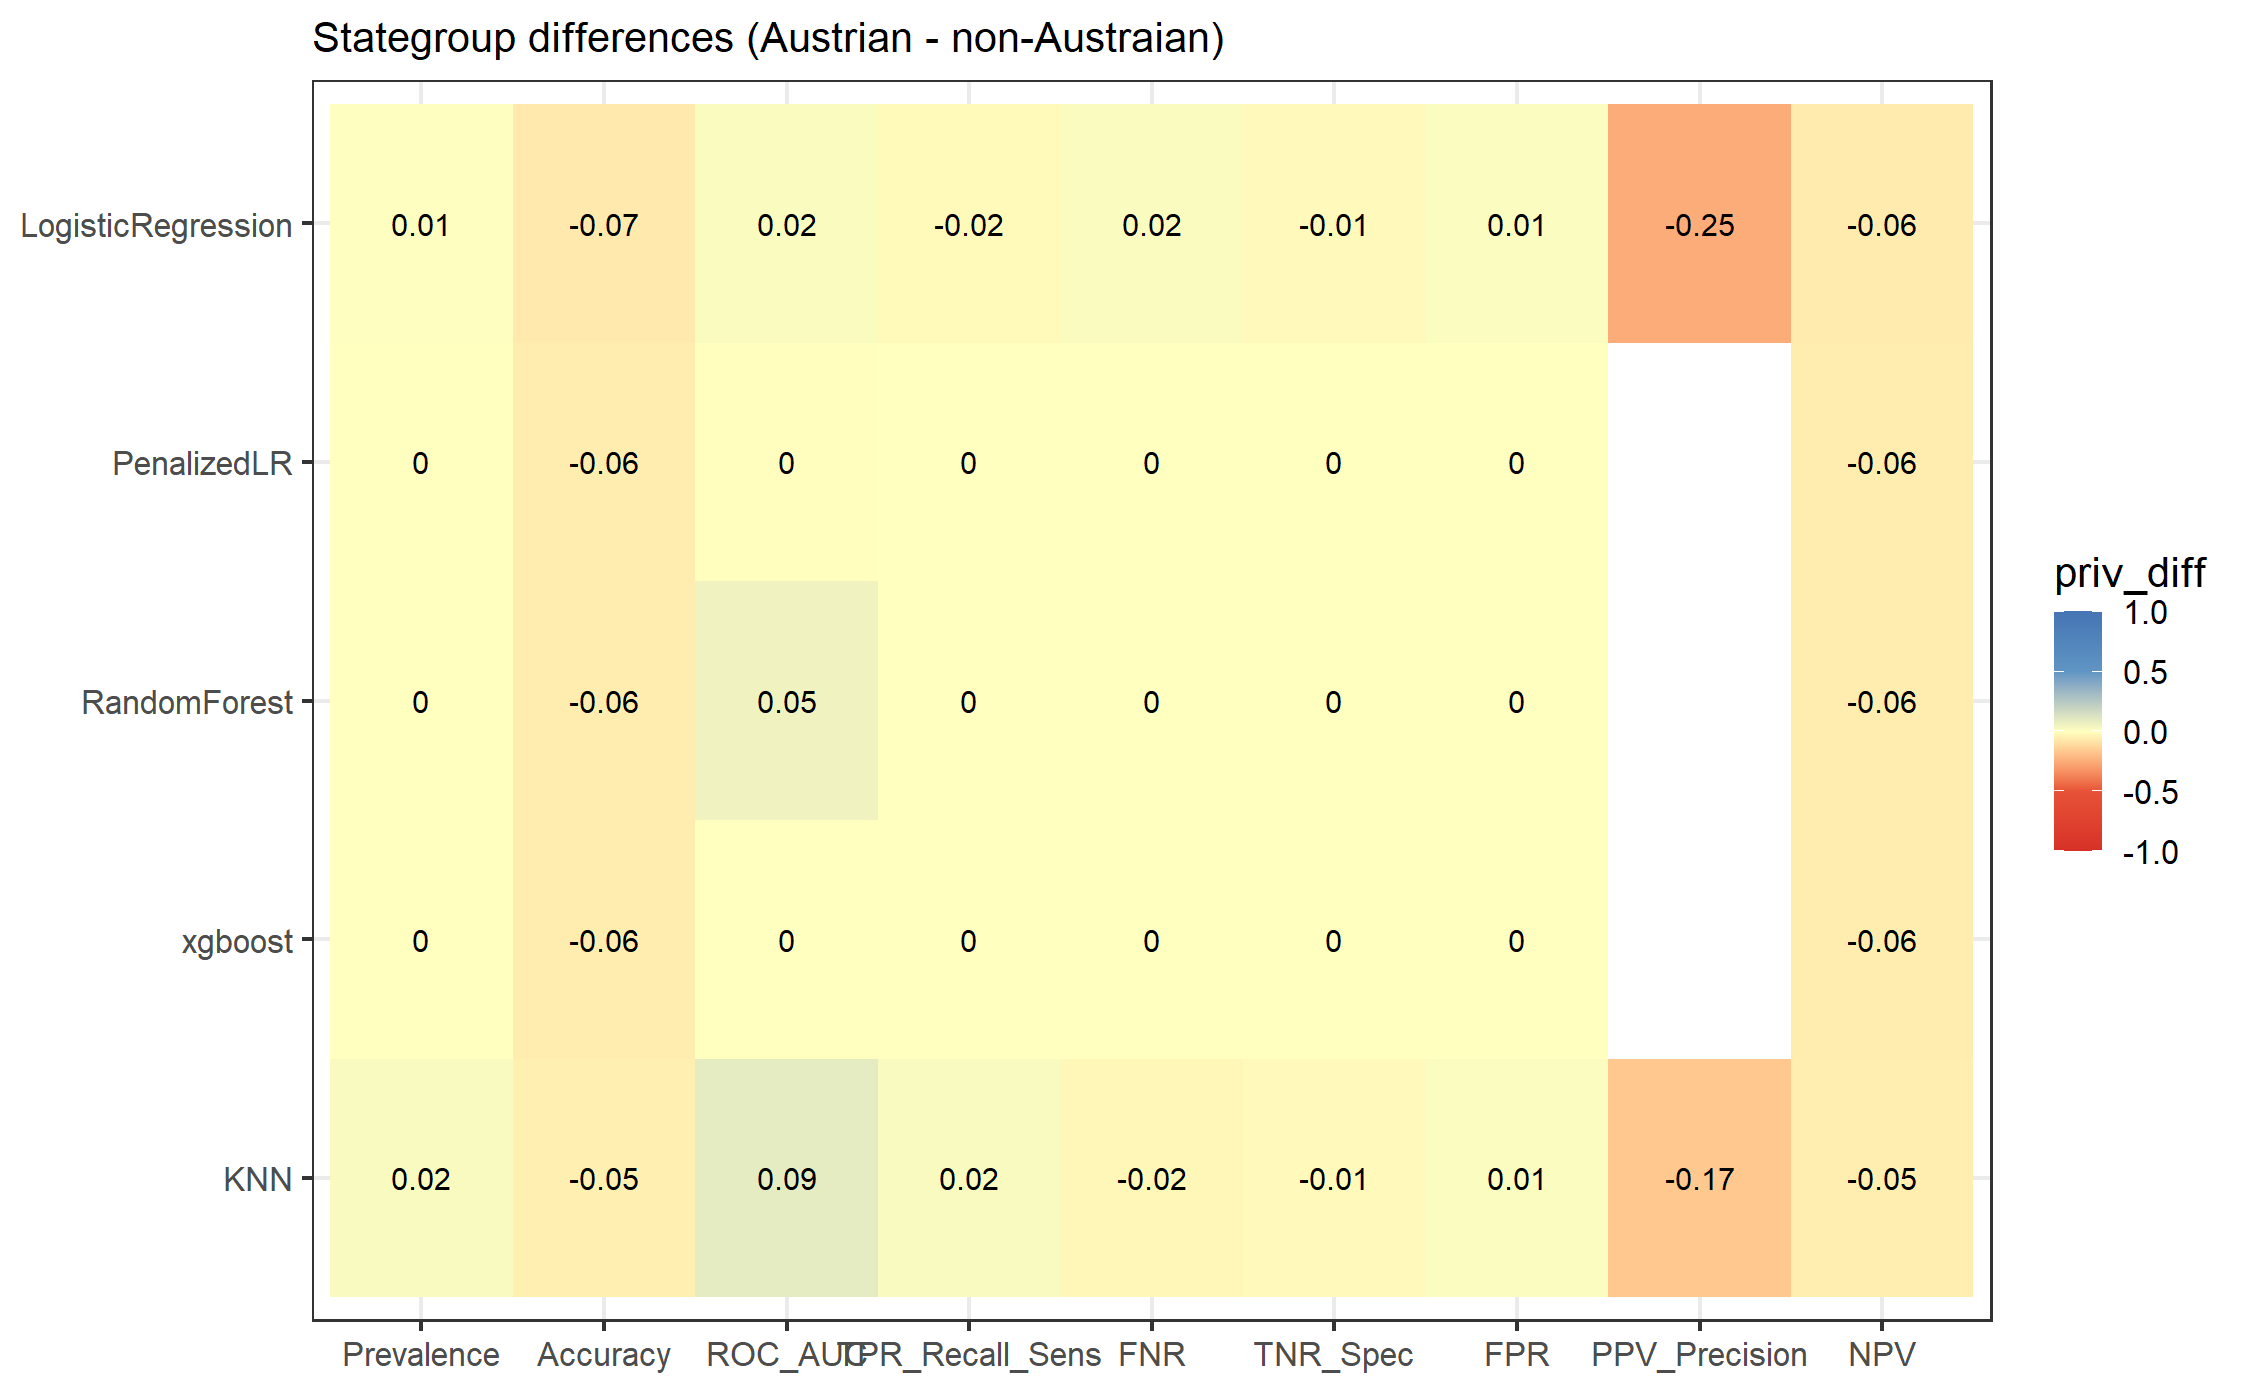 Stategroup differences (Austrian - non-Austraian)
LogisticRegression 0.01 -0.07 0.02 -0.02 0.02 -0.01 0.01 -0.25 -0.06
PenalizedLR 0 -0.06 0 0 0 0 0 -0.06
RandomForest 0 -0.06 0.05 0 0 0 0 -0.06
xgboost 0 -0.06 0 0 0 0 0 -0.06
KNN 0.02 -0.05 0.09 0.02 -0.02 -0.01 0.01 -0.17 -0.05
Prevalence Accuracy ROC_AUC TPR_Recall_Sens FNR TNR_Spec FPR PPV_Precision NPV
priv_diff
1.0
0.5
0.0
-0.5
-1.0